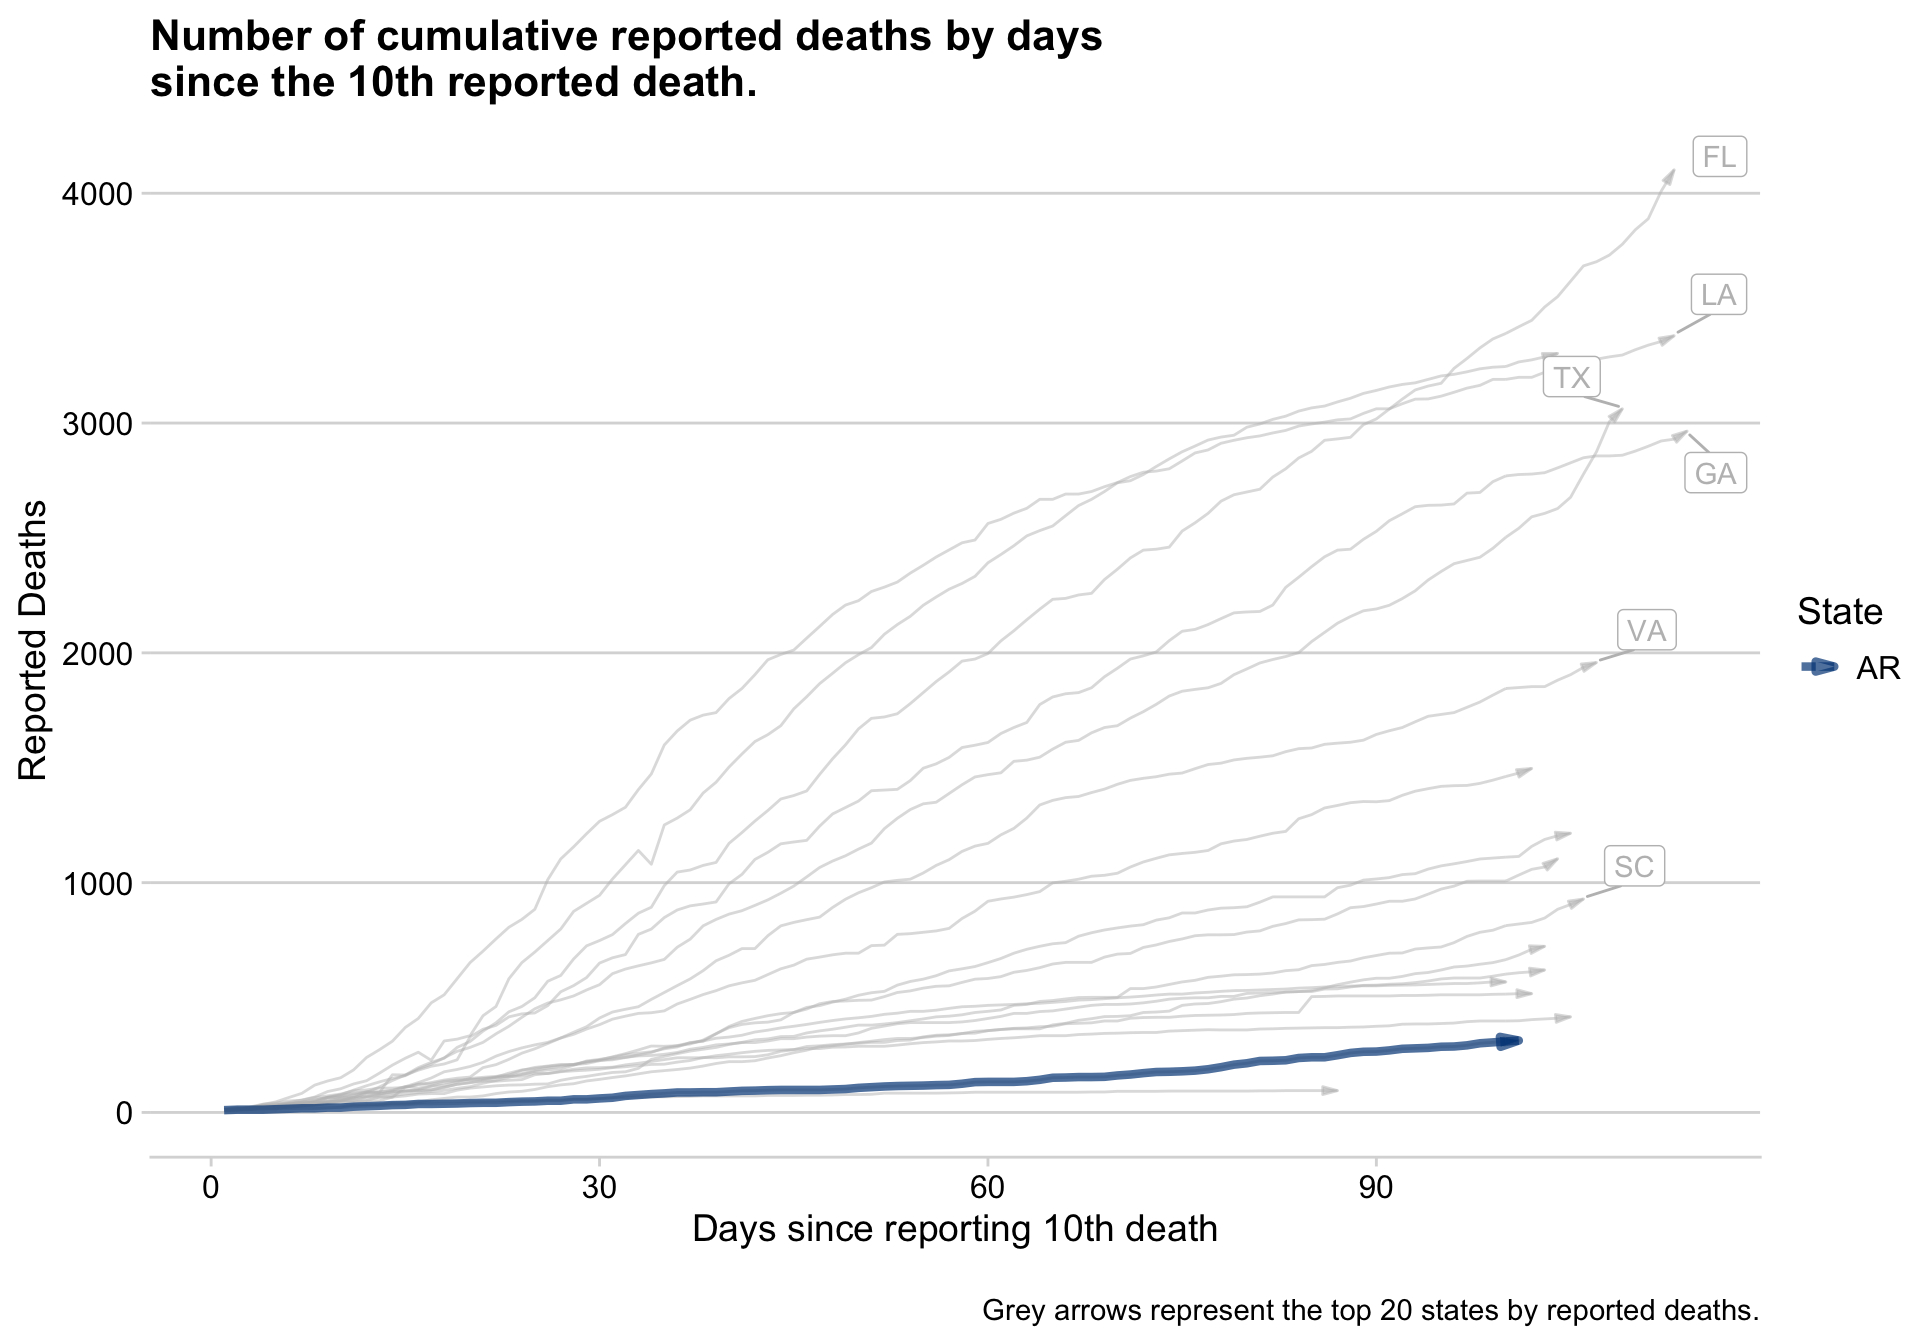 Number of cumulative reported deaths by days
since the 10th reported death.
FL
4000
LA
TX
3000
GA
Reported Deaths
VA
State
2000
AR
SC
1000
0
0 30 60 90
Days since reporting 10th death
Grey arrows represent the top 20 states by reported deaths.